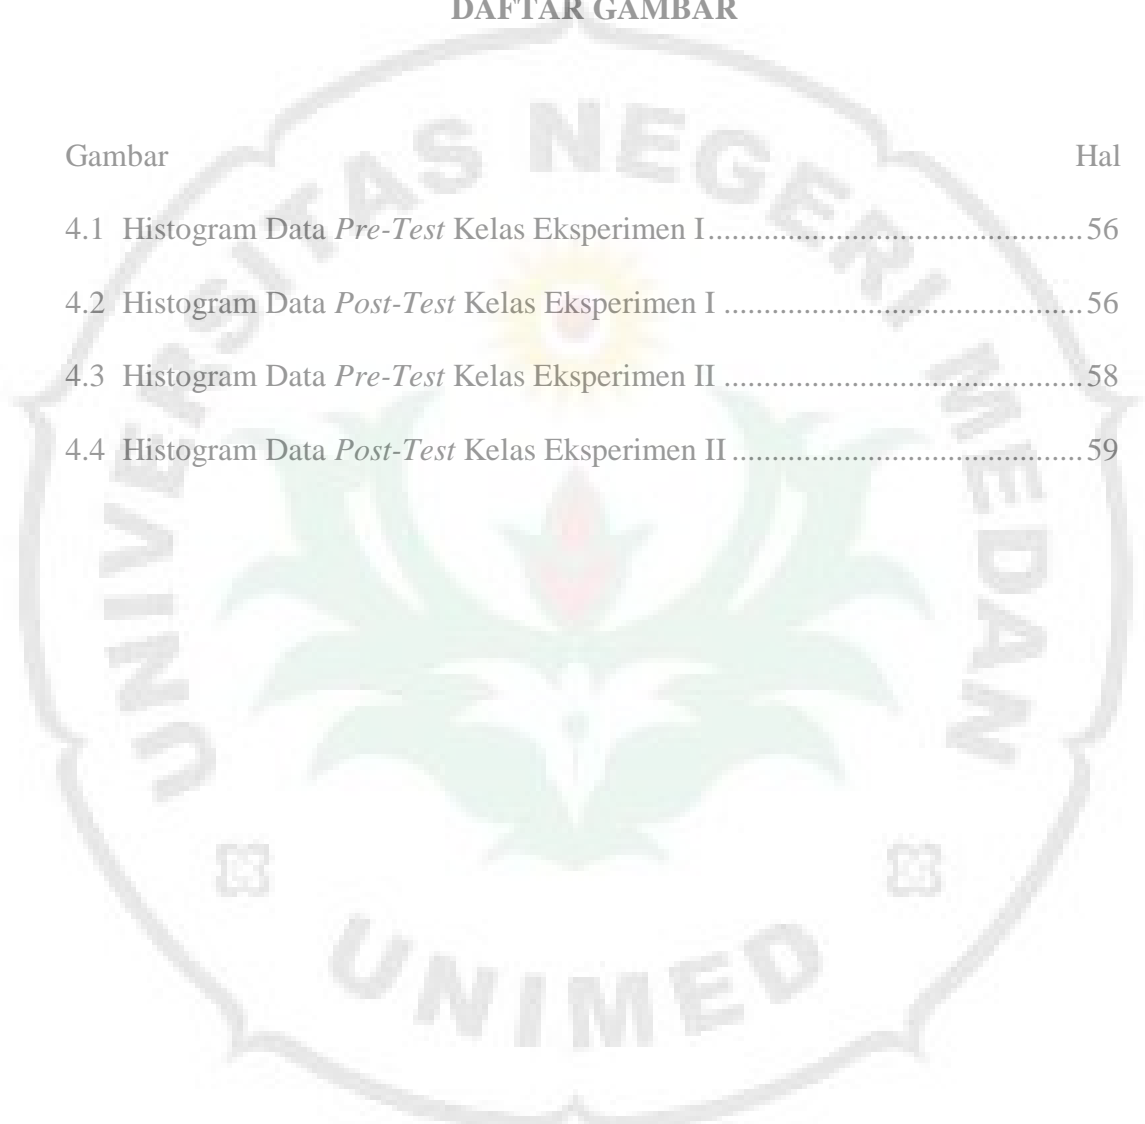 DAFTAR GAMBAR
Gambar Hal
4.1 Histogram Data Pre-Test Kelas Eksperimen I............................................... 56
4.2 Histogram Data Post-Test Kelas Eksperimen I ............................................. 56
4.3 Histogram Data Pre-Test Kelas Eksperimen II ............................................. 58
4.4 Histogram Data Post-Test Kelas Eksperimen II ............................................ 59
UNIVERSITAS NEGERI MEDAN
UNIMED